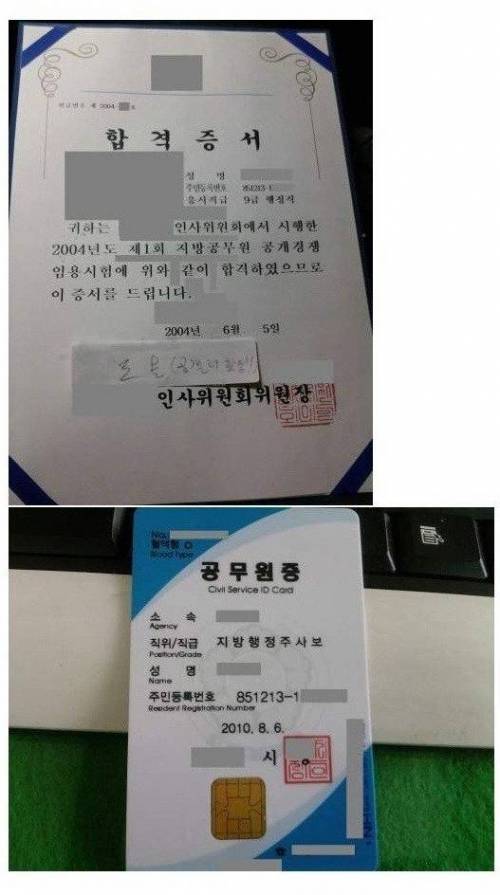 제 2004 호
합격증서
성 명
주민등록번호 851213-1
응시직급 9급 행정직
귀하는 인사위원회에서 시행한
2004년도 제1회 지방공무원 공개경쟁
임용시험에 위와 같이 합격하였으므로
이 증서를 드립니다.
2004년 6월 5일
인사위원회위원장
No.
혈액형 O
Blood Type
공무원증
Civil Service ID Card
소 속
Agency
직위/직급 지방행정주사보
Position/Grade
성 명
Name
주민등록번호 851213-1
Resident Registration Number
2010. 8. 6.
시